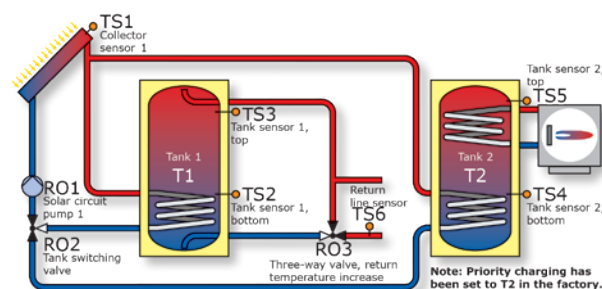 TS1
Collector
sensor 1
Tank sensor 2,
top
TS5
TS3
Tank sensor 1,
top
Tank 1
T1
Tank 2
T2
RO1
Solar circuit
pump 1
TS2
Tank sensor 1,
bottom
Return
line sensor
TS6
TS4
Tank sensor 2,
bottom
RO2
Tank switching
valve
RO3
Three-way valve, return
temperature increase
Note: Priority charging has
been set to T2 in the factory.